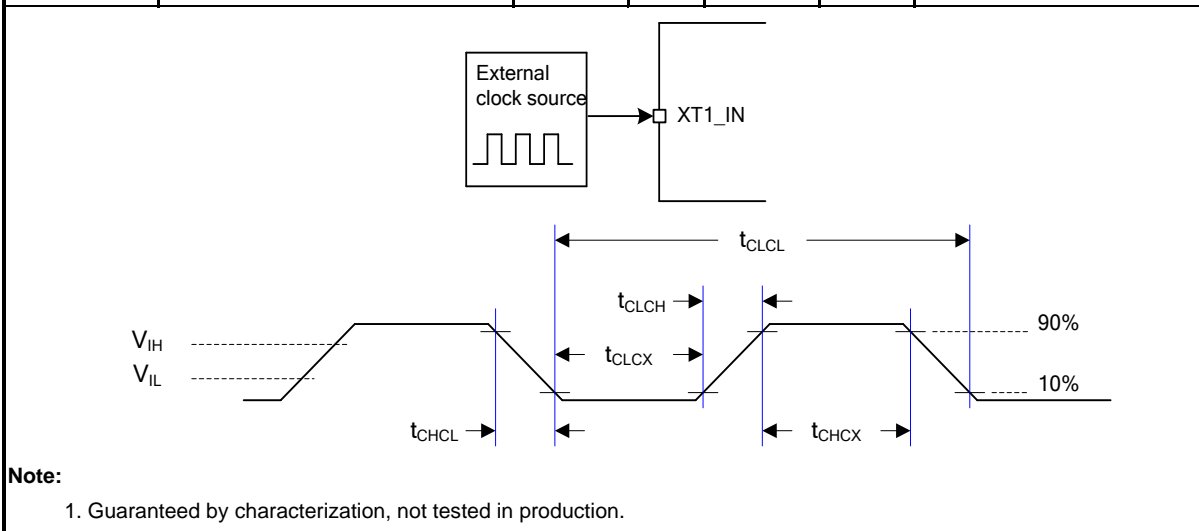 External
clock source
XT1_IN
tCLCL
tCLCH
VIH
90%
tCLCX
VIL
10%
tCHCL
tCHCX
Note:
1. Guaranteed by characterization, not tested in production.